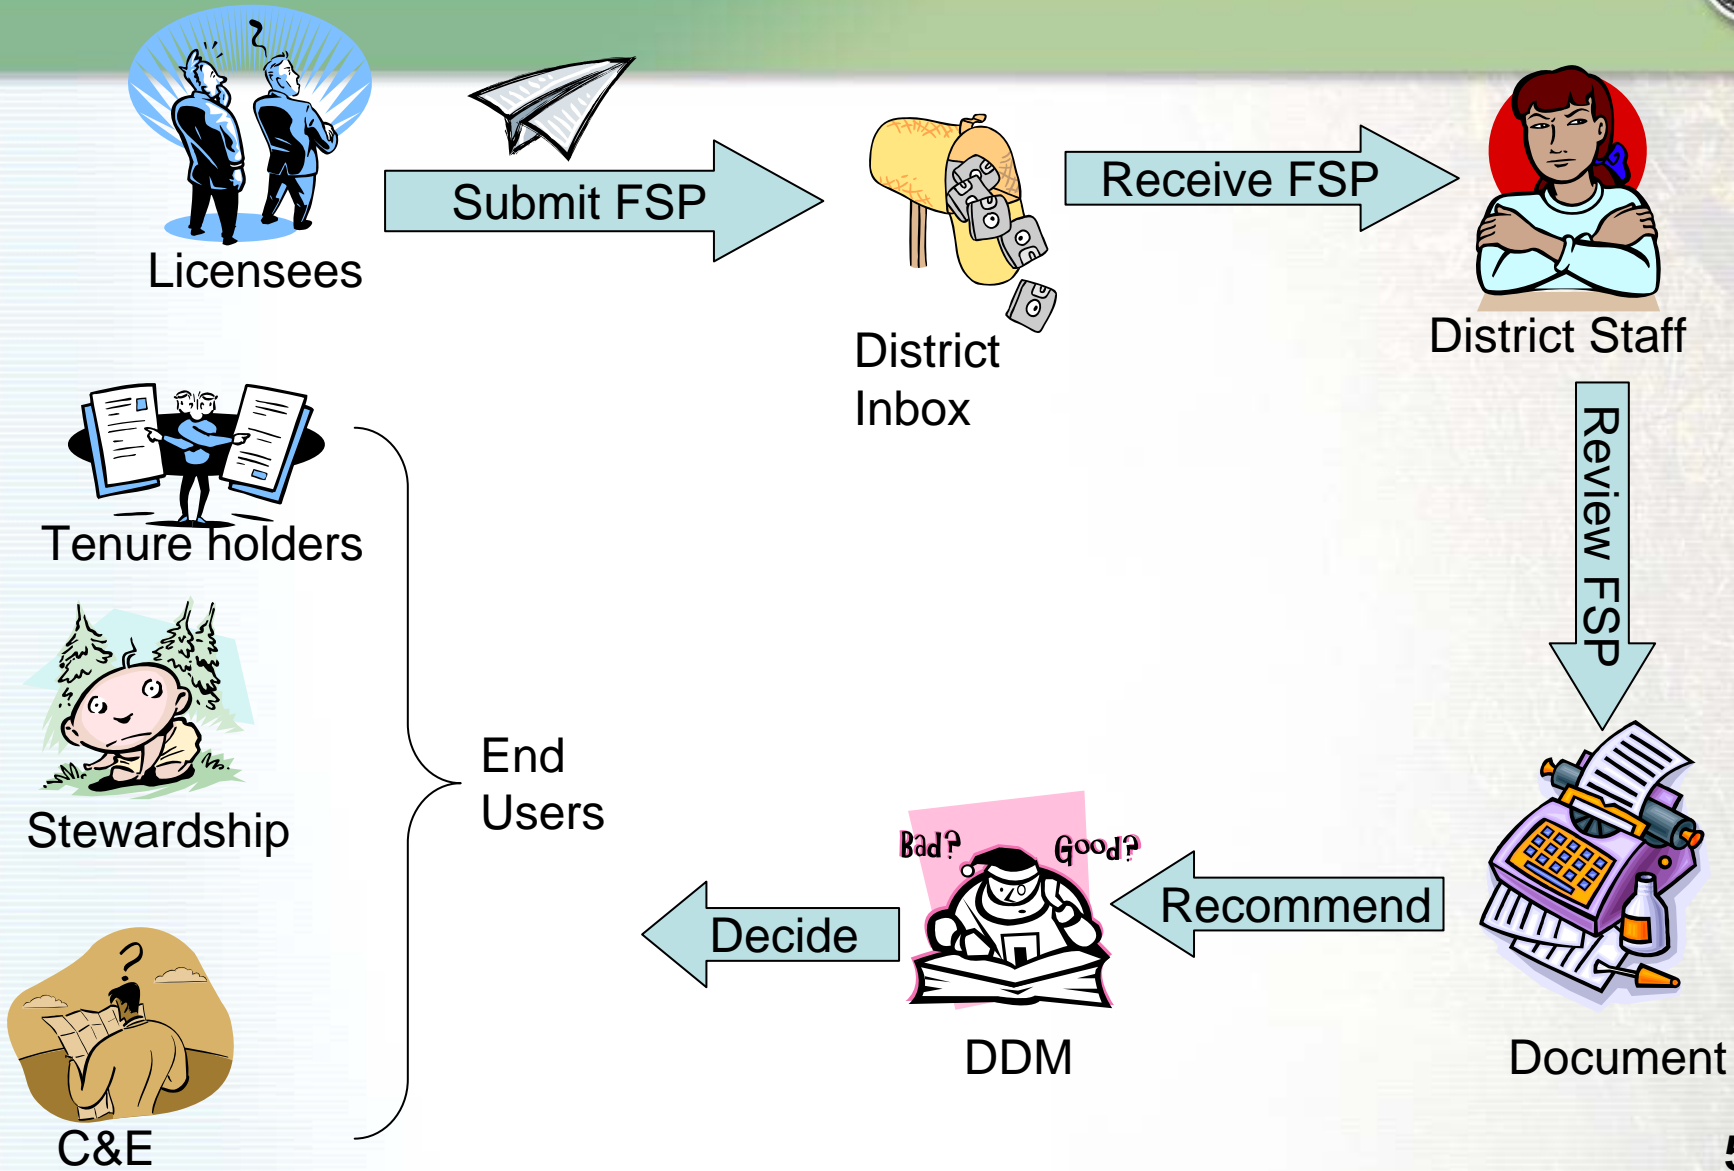 Licensees
Submit FSP
District
Inbox
Receive FSP
District Staff
Review FSP
Document
Recommend
Bad?
Good?
DDM
Decide
End
Users
Tenure holders
Stewardship
?
C&E